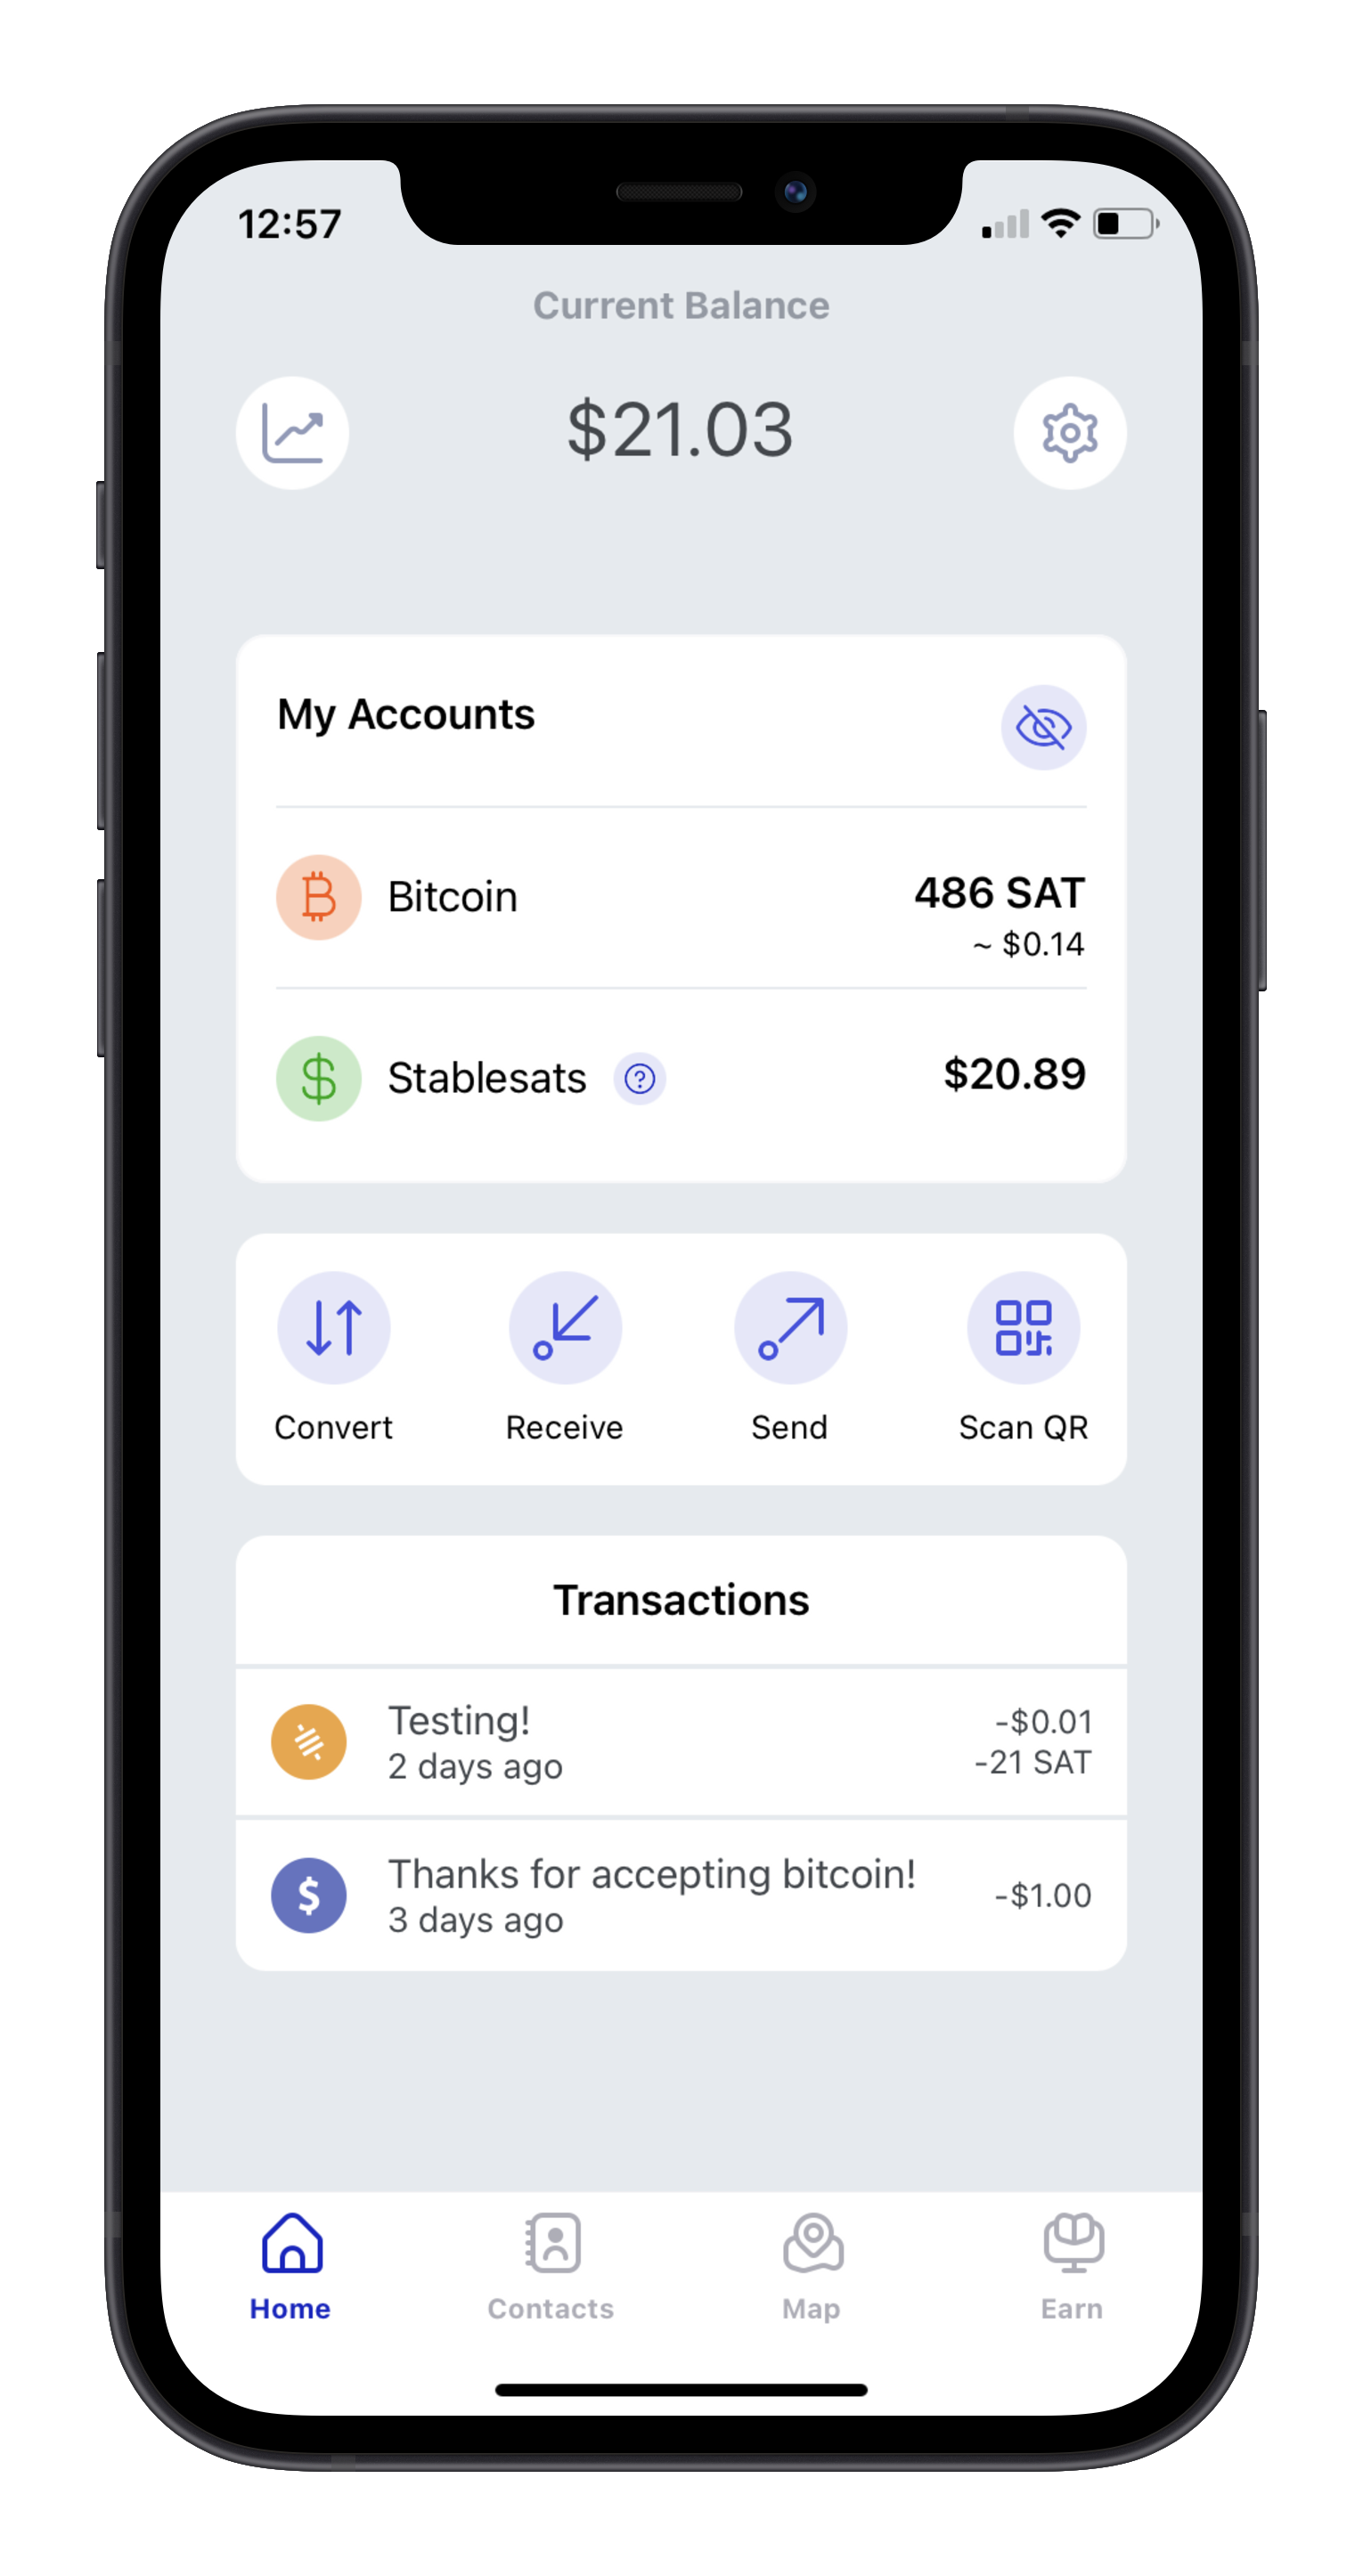 12:57
Current Balance
$21.03
My Accounts
Bitcoin
486 SAT
~ $0.14
Stablesats
$20.89
Convert
Receive
Send
Scan QR
Transactions
Testing!
2 days ago
-$0.01
-21 SAT
Thanks for accepting bitcoin!
3 days ago
-$1.00
Home
Contacts
Map
Earn